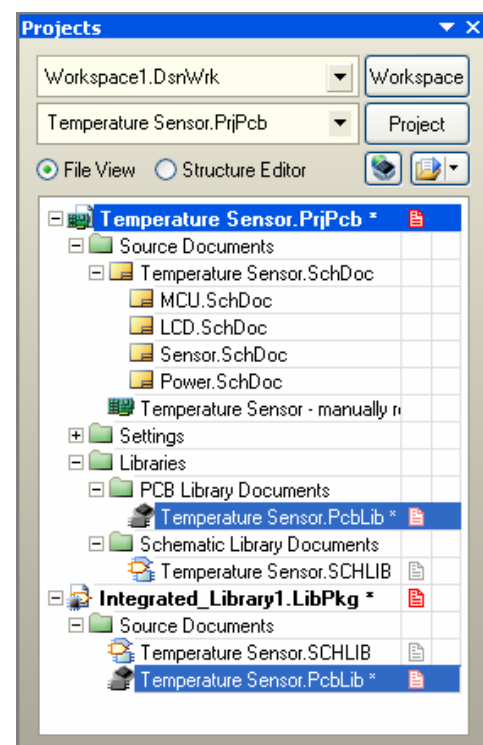 Projects
Workspace1.DsnWrk Workspace
Temperature Sensor.PrjPcb Project
File View Structure Editor
Temperature Sensor.PrjPcb *
Source Documents
Temperature Sensor.SchDoc
MCU.SchDoc
LCD.SchDoc
Sensor.SchDoc
Power.SchDoc
Temperature Sensor - manually r
Settings
Libraries
PCB Library Documents
Temperature Sensor.PcbLib *
Schematic Library Documents
Temperature Sensor.SCHLIB
Integrated_Library1.LibPkg *
Source Documents
Temperature Sensor.SCHLIB
Temperature Sensor.PcbLib *